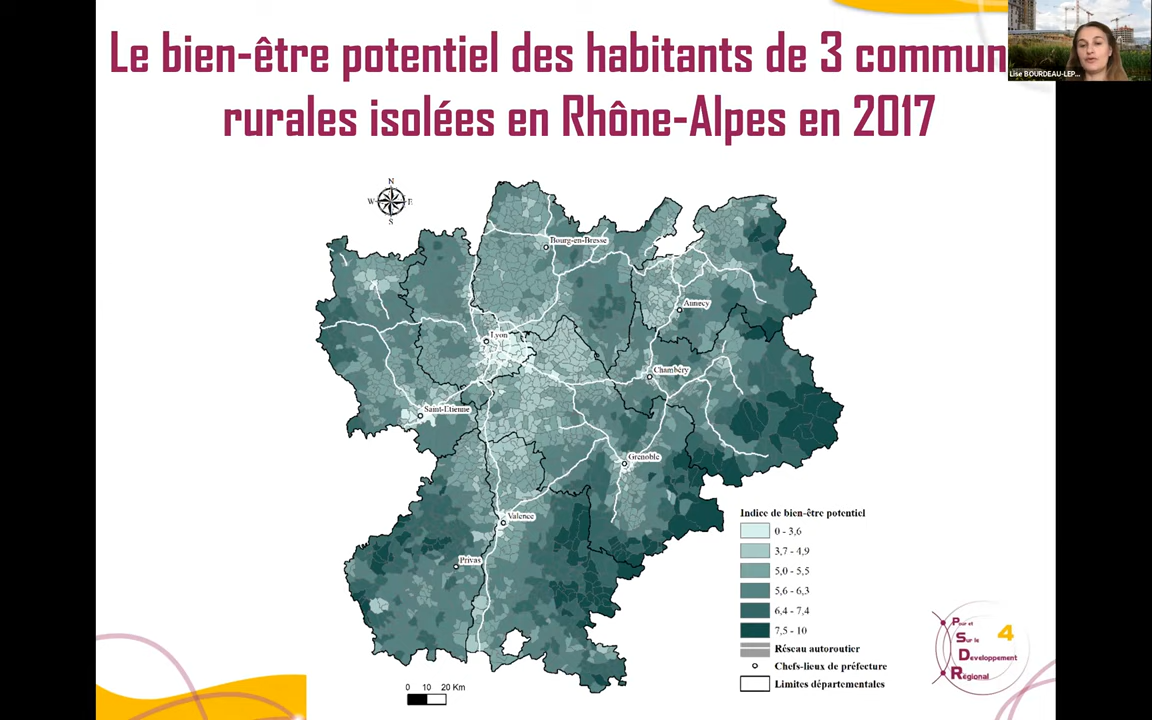 Le bien-être potentiel des habitants de 3 commun
rurales isolées en Rhône-Alpes en 2017
Lise BOURDEAU-LEP...
N
W E
S
Bourg-en-Bresse
Annecy
Lyon
Chambéry
Saint-Etienne
Grenoble
Valence
Privas
Indice de bien-être potentiel
0 - 3,6
3,7 - 4,9
5,0 - 5,5
5,6 - 6,3
6,4 - 7,4
7,5 - 10
Réseau autoroutier
Chefs-lieux de préfecture
Limites départementales
0 10 20 Km
Pour et
Sur le 4
Developpement
Régional